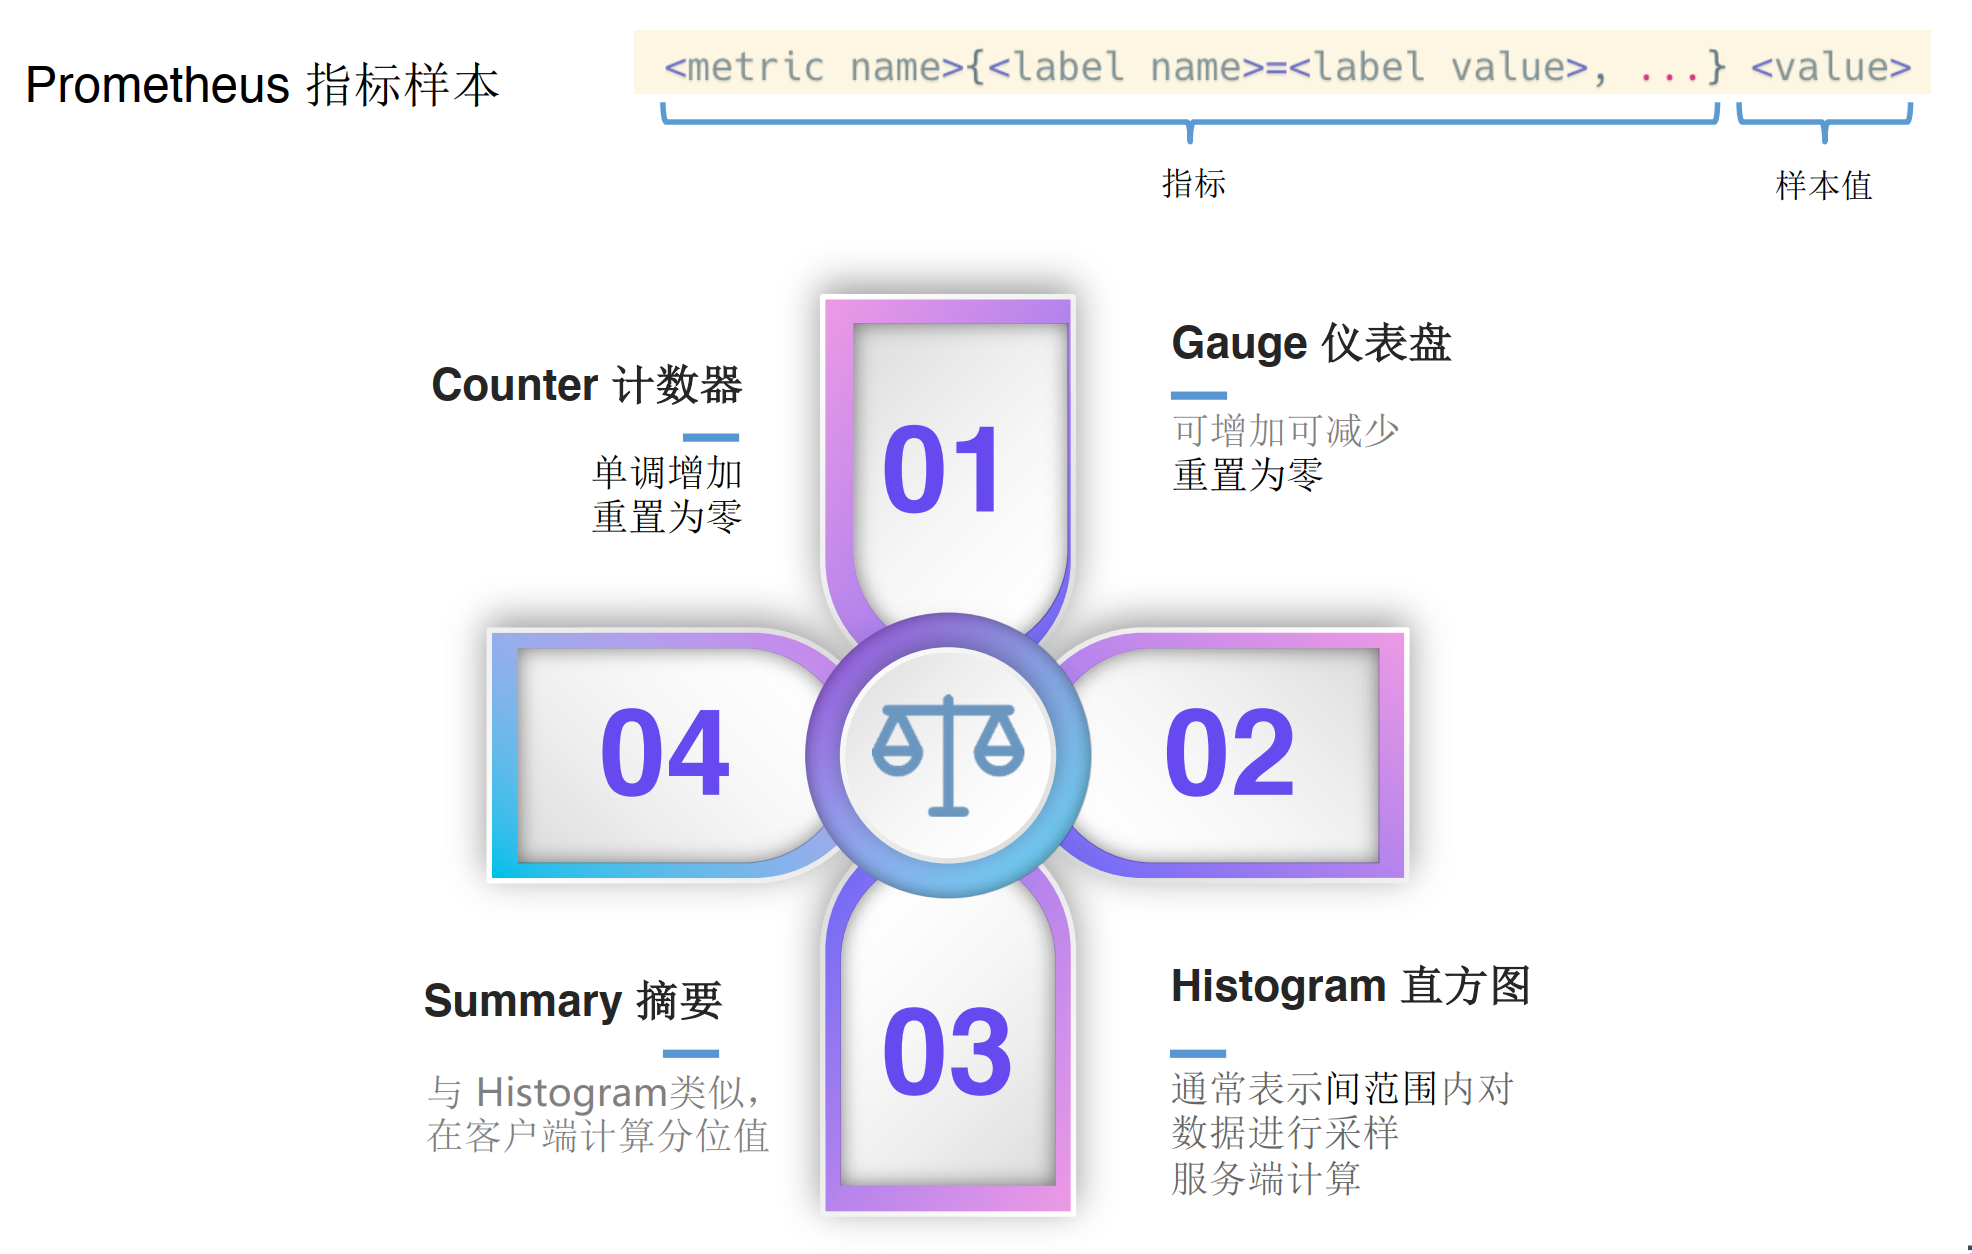 Prometheus 指标样本
<metric name>{<label name>=<label value>, ...} <value>
指标
样本值
Counter 计数器
单调增加
重置为零
01
Gauge 仪表盘
可增加可减少
重置为零
04
02
Summary 摘要
与 Histogram类似，
在客户端计算分位值
03
Histogram 直方图
通常表示间范围内对
数据进行采样
服务端计算